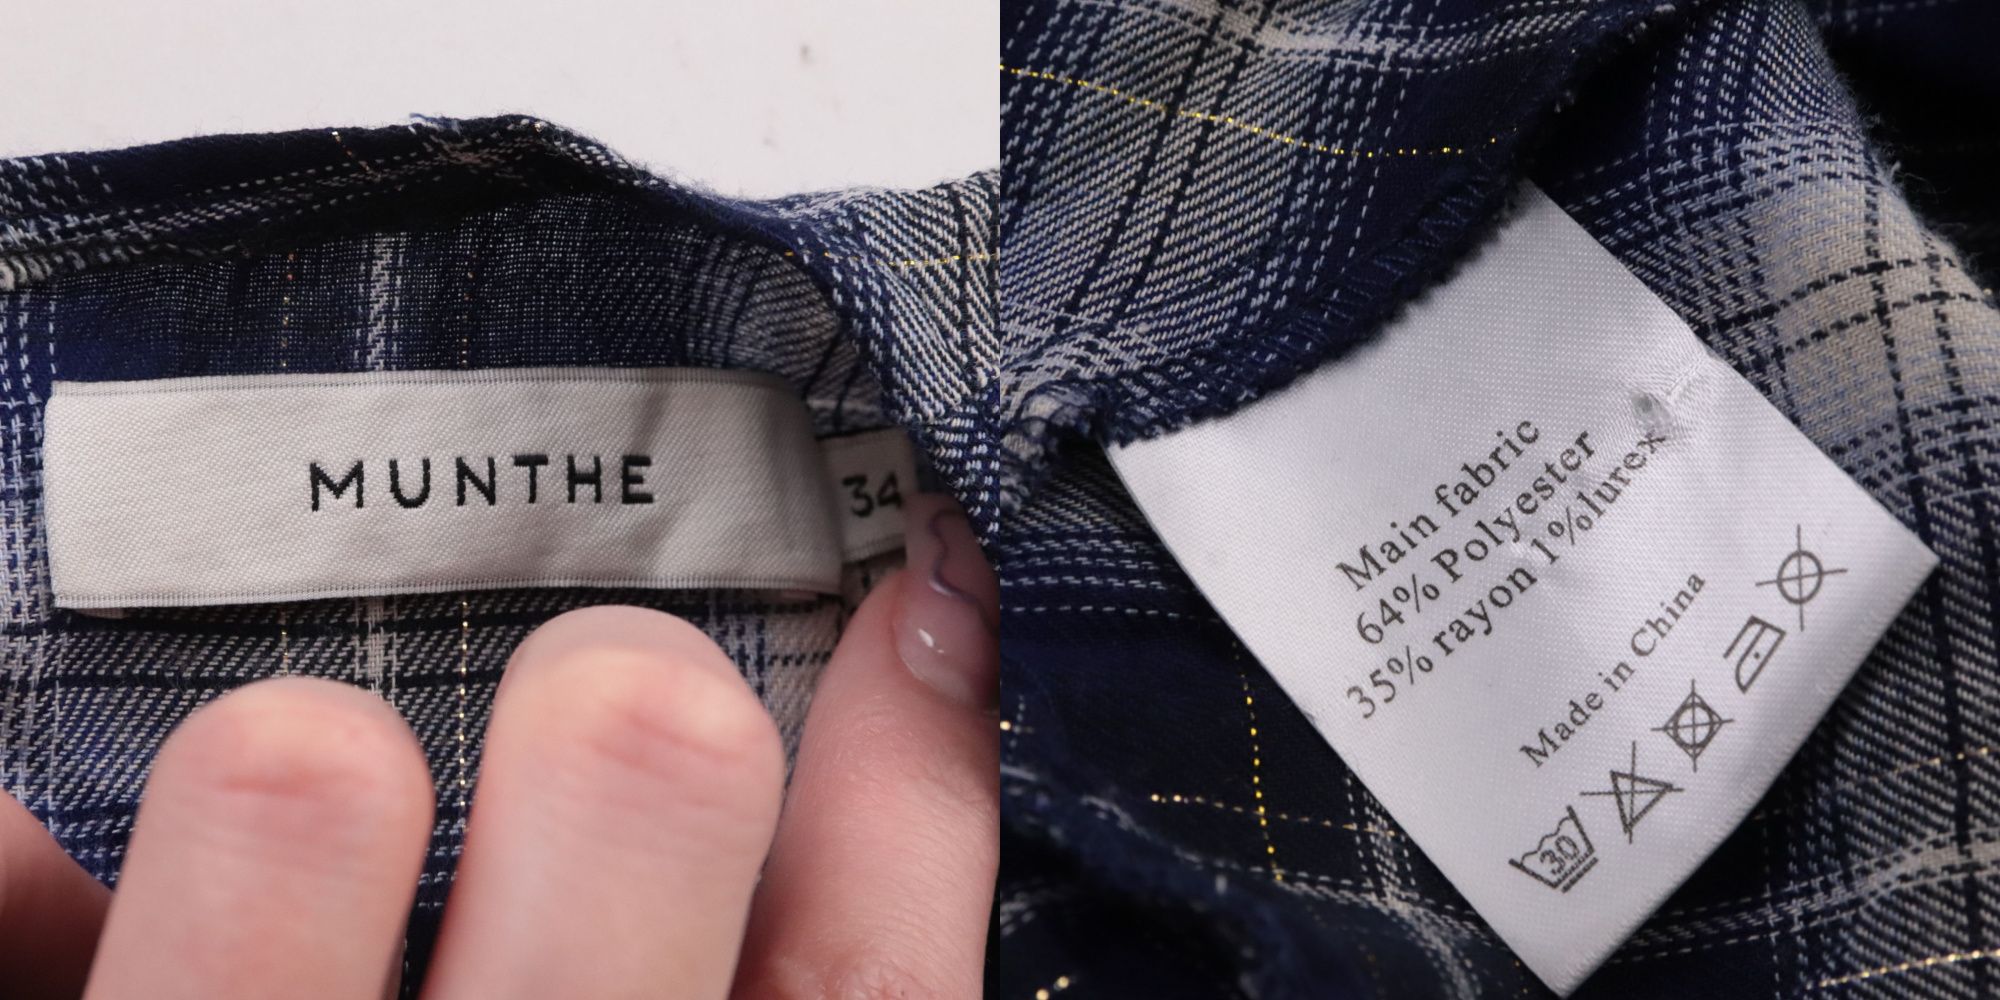 MUNTHE
34
Main fabric
64% Polyester
35% rayon 1%lurex
Made in China
30